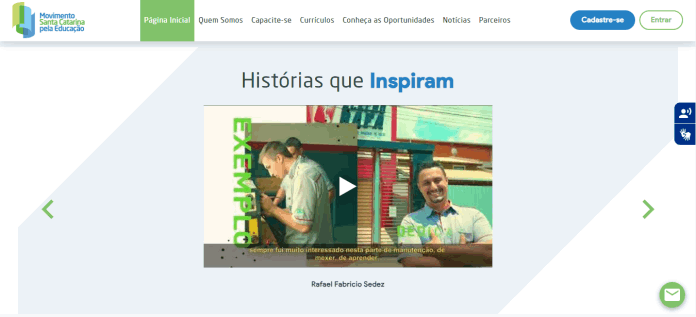 Movimento
Santa Catarina
pela Educação
Página Inicial
Quem Somos
Capacite-se
Currículos
Conheça as Oportunidades
Notícias
Parceiros
Cadastre-se
Entrar
Histórias que Inspiram
EXEMPLO
sempre foi muito interessado nesta parte de manutenção, de
mexer, de aprender
Rafael Fabricio Sedez